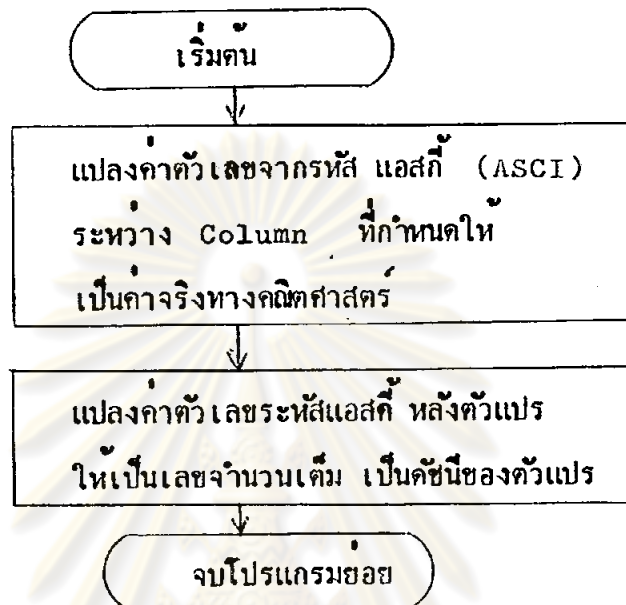 เริ่มต้น
แปลงค่าตัวเลขจากรหัส แอสกี้ (ASCI)
ระหว่าง Column ที่กำหนดให้
เป็นค่าจริงทางคณิตศาสตร์
แปลงค่าตัวเลขระหัสแอสกี้ หลังตัวแปร
ให้เป็นเลขจำนวนเต็ม เป็นดัชนีของตัวแปร
จบโปรแกรมย่อย